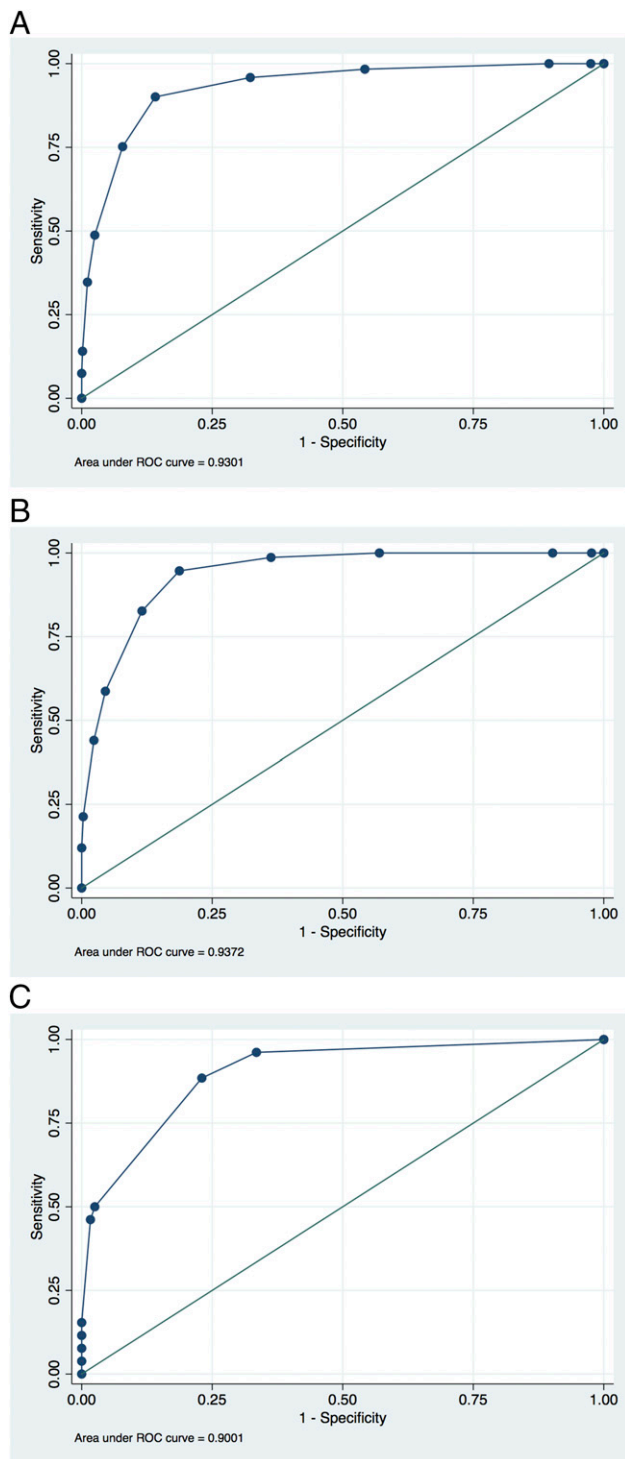 A
1.00
0.75
0.50
0.25
0.00
Sensitivity
0.00 0.25 0.50 0.75 1.00
1 - Specificity
Area under ROC curve = 0.9301
B
1.00
0.75
0.50
0.25
0.00
Sensitivity
0.00 0.25 0.50 0.75 1.00
1 - Specificity
Area under ROC curve = 0.9372
C
1.00
0.75
0.50
0.25
0.00
Sensitivity
0.00 0.25 0.50 0.75 1.00
1 - Specificity
Area under ROC curve = 0.9001